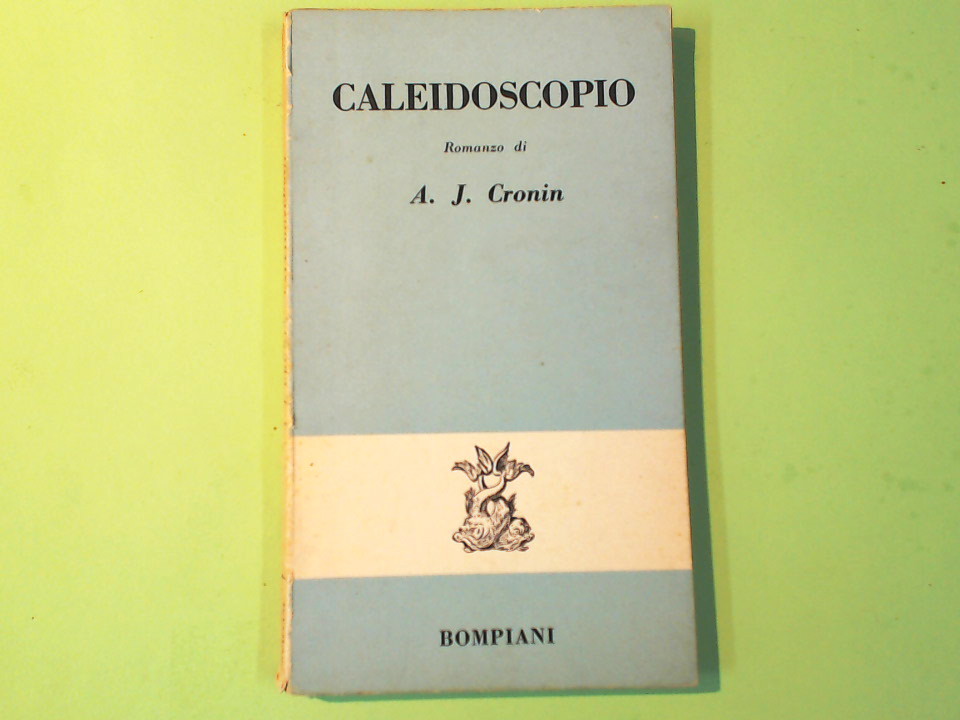 CALEIDOSCOPIO
Romanzo di
A. J. Cronin
BOMPIANI